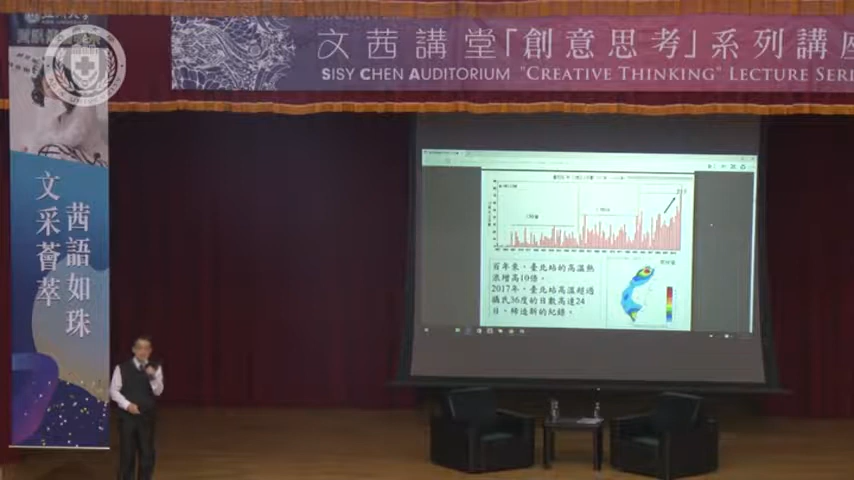 文茜講堂「創意思考」系列講座
SISY CHEN AUDITORIUM "CREATIVE THINKING" LECTURE SERI
茜語如珠
文采薈萃
百年來，臺北站的高溫熱
浪增高10倍。
2017年，臺北站高溫超過
攝氏36度的日數高達24
日、締造新的紀錄。